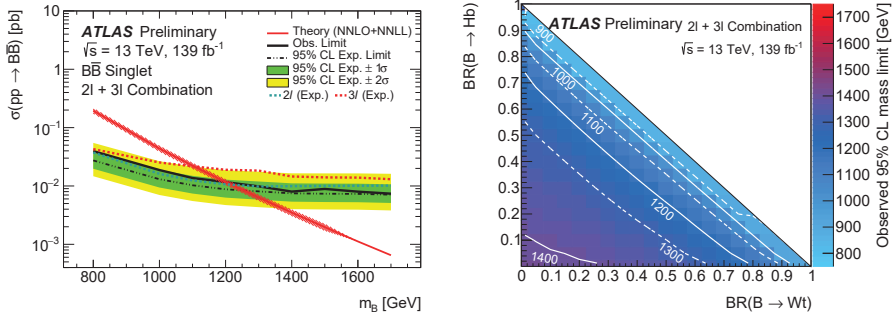 σ(pp → BB̅) [pb]
10
1
10⁻¹
10⁻²
10⁻³
ATLAS Preliminary
√s = 13 TeV, 139 fb⁻¹
BB̅ Singlet
2l + 3l Combination
Theory (NNLO+NNLL)
Obs. Limit
95% CL Exp. Limit
95% CL Exp. ± 1σ
95% CL Exp. ± 2σ
2l (Exp.) 3l (Exp.)
800 1000 1200 1400 1600
m_B [GeV]
BR(B → Hb)
1
0.9
0.8
0.7
0.6
0.5
0.4
0.3
0.2
0.1
ATLAS Preliminary 2l + 3l Combination
√s = 13 TeV, 139 fb⁻¹
900
1000
1100
1200
1300
1400
0 0.1 0.2 0.3 0.4 0.5 0.6 0.7 0.8 0.9 1
BR(B → Wt)
1700
1600
1500
1400
1300
1200
1100
1000
900
800
Observed 95% CL mass limit [GeV]